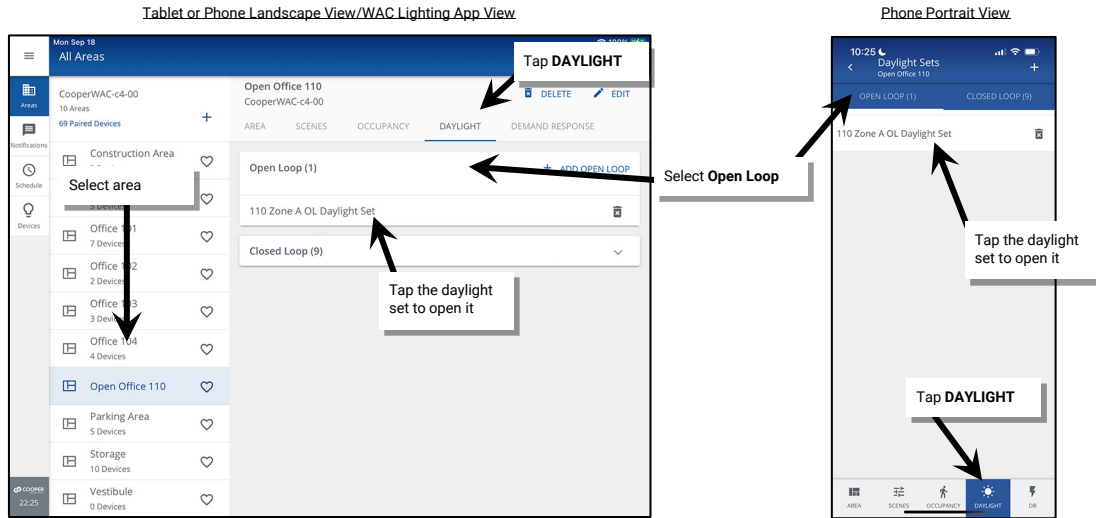 Tablet or Phone Landscape View/WAC Lighting App View
Mon Sep 18
100%
All Areas
Areas
Notifications
Schedule
Devices
COOPER
22:25
CooperWAC-c4-00
10 Areas
69 Paired Devices
+
Construction Area
Select area
5 Devices
Office 101
7 Devices
Office 102
2 Devices
Office 103
3 Devices
Office 104
4 Devices
Open Office 110
Parking Area
5 Devices
Storage
10 Devices
Vestibule
0 Devices
Open Office 110
CooperWAC-c4-00
Tap DAYLIGHT
DELETE
EDIT
AREA SCENES OCCUPANCY DAYLIGHT DEMAND RESPONSE
Open Loop (1)
+ ADD OPEN LOOP
110 Zone A OL Daylight Set
Closed Loop (9)
Tap the daylight
set to open it
Select Open Loop
Phone Portrait View
10:25
Daylight Sets
Open Office 110
+
OPEN LOOP (1) CLOSED LOOP (9)
110 Zone A OL Daylight Set
Tap the daylight
set to open it
Tap DAYLIGHT
AREA SCENES OCCUPANCY DAYLIGHT DR